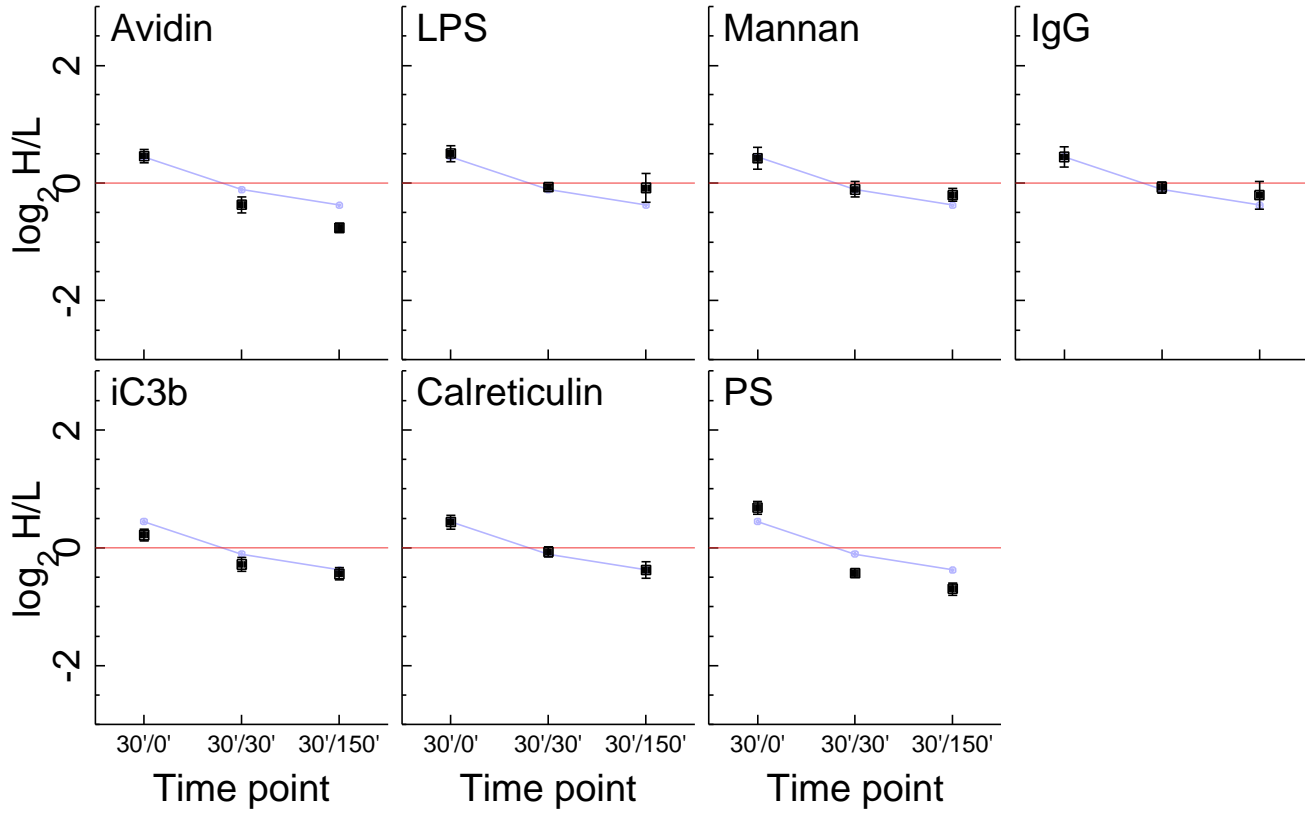 Avidin
LPS
Mannan
IgG
2
0
-2
log2 H/L
iC3b
Calreticulin
PS
2
0
-2
log2 H/L
30'/0' 30'/30' 30'/150'
30'/0' 30'/30' 30'/150'
30'/0' 30'/30' 30'/150'
Time point
Time point
Time point